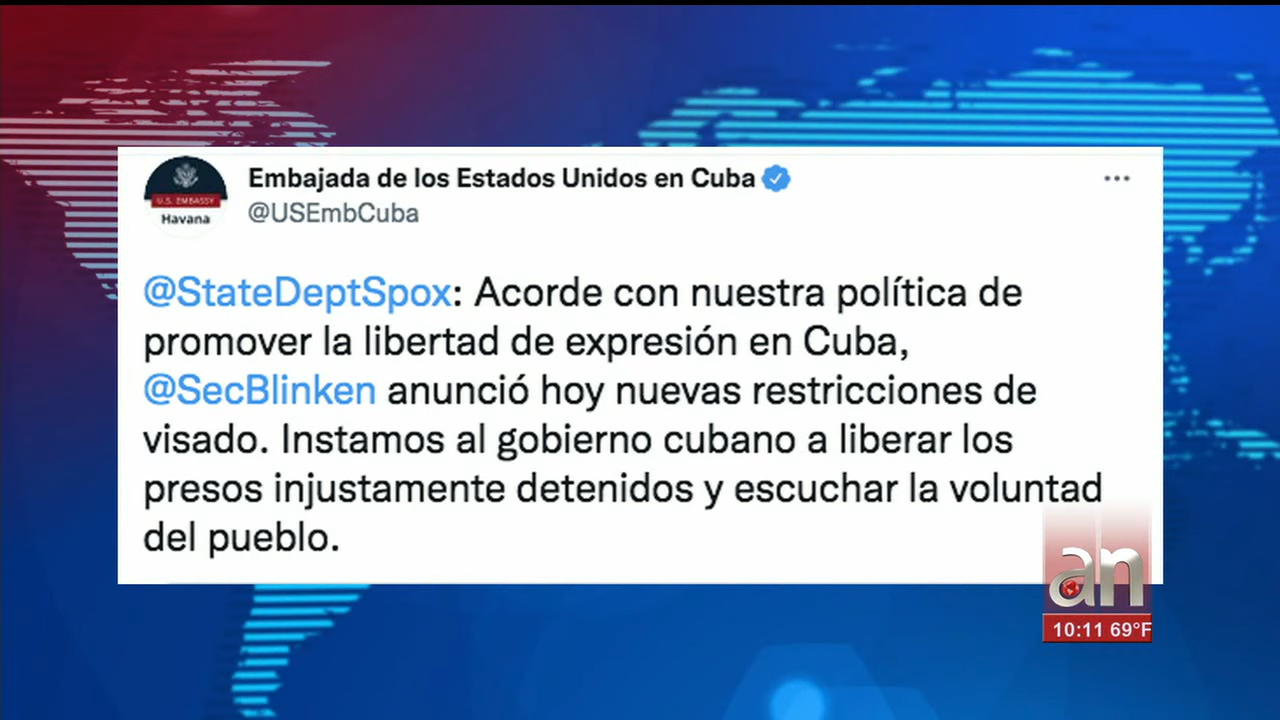 Embajada de los Estados Unidos en Cuba
@USEmbCuba
U.S. EMBASSY
Havana
@StateDeptSpox: Acorde con nuestra política de
promover la libertad de expresión en Cuba,
@SecBlinken anunció hoy nuevas restricciones de
visado. Instamos al gobierno cubano a liberar los
presos injustamente detenidos y escuchar la voluntad
del pueblo.
an
10:11 69°F